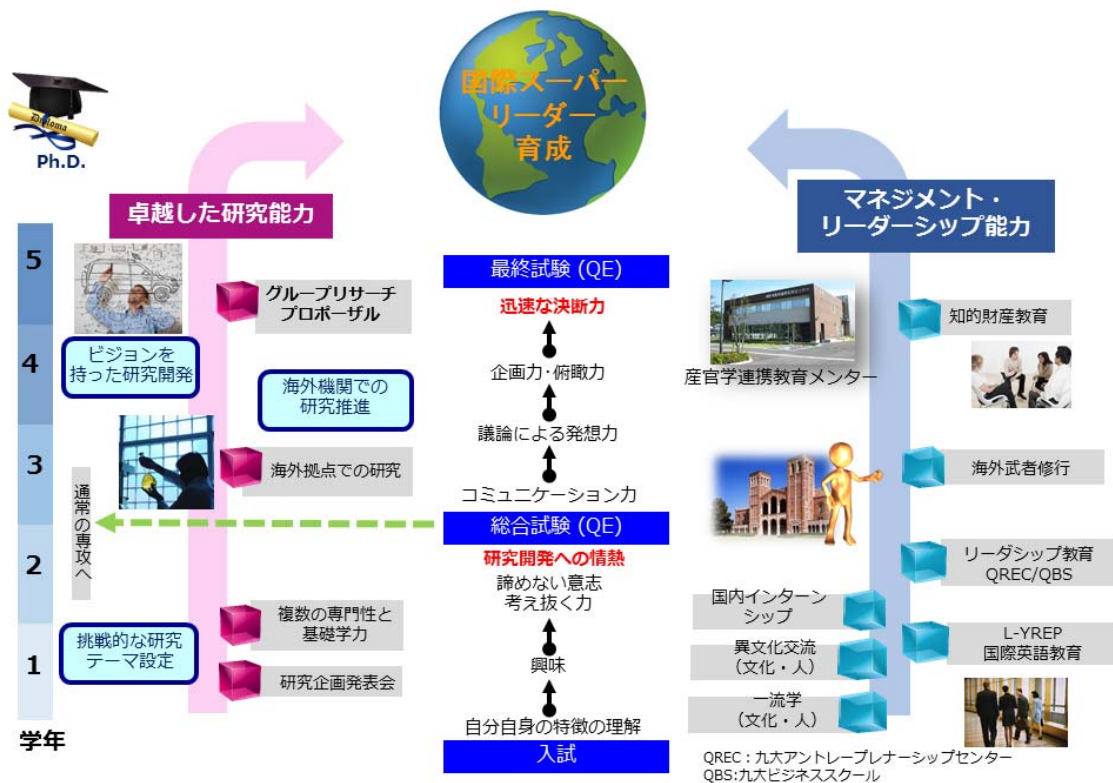 国際スーパー
リーダー
育成
Diploma
Ph.D.
卓越した研究能力
マネジメント・
リーダーシップ能力
5
4
3
2
1
学年
グループリサーチ
プロポーザル
ビジョンを
持った研究開発
海外機関での
研究推進
海外拠点での研究
通常の専攻へ
複数の専門性と
基礎学力
挑戦的な研究
テーマ設定
研究企画発表会
最終試験 (QE)
迅速な決断力
企画力・俯瞰力
議論による発想力
コミュニケーション力
総合試験 (QE)
研究開発への情熱
諦めない意志
考え抜く力
興味
自分自身の特徴の理解
入試
産官学連携教育メンター
知的財産教育
海外武者修行
リーダシップ教育
QREC/QBS
国内インターン
シップ
L-YREP
国際英語教育
異文化交流
（文化・人）
一流学
（文化・人）
QREC：九大アントレープレナーシップセンター
QBS:九大ビジネススクール